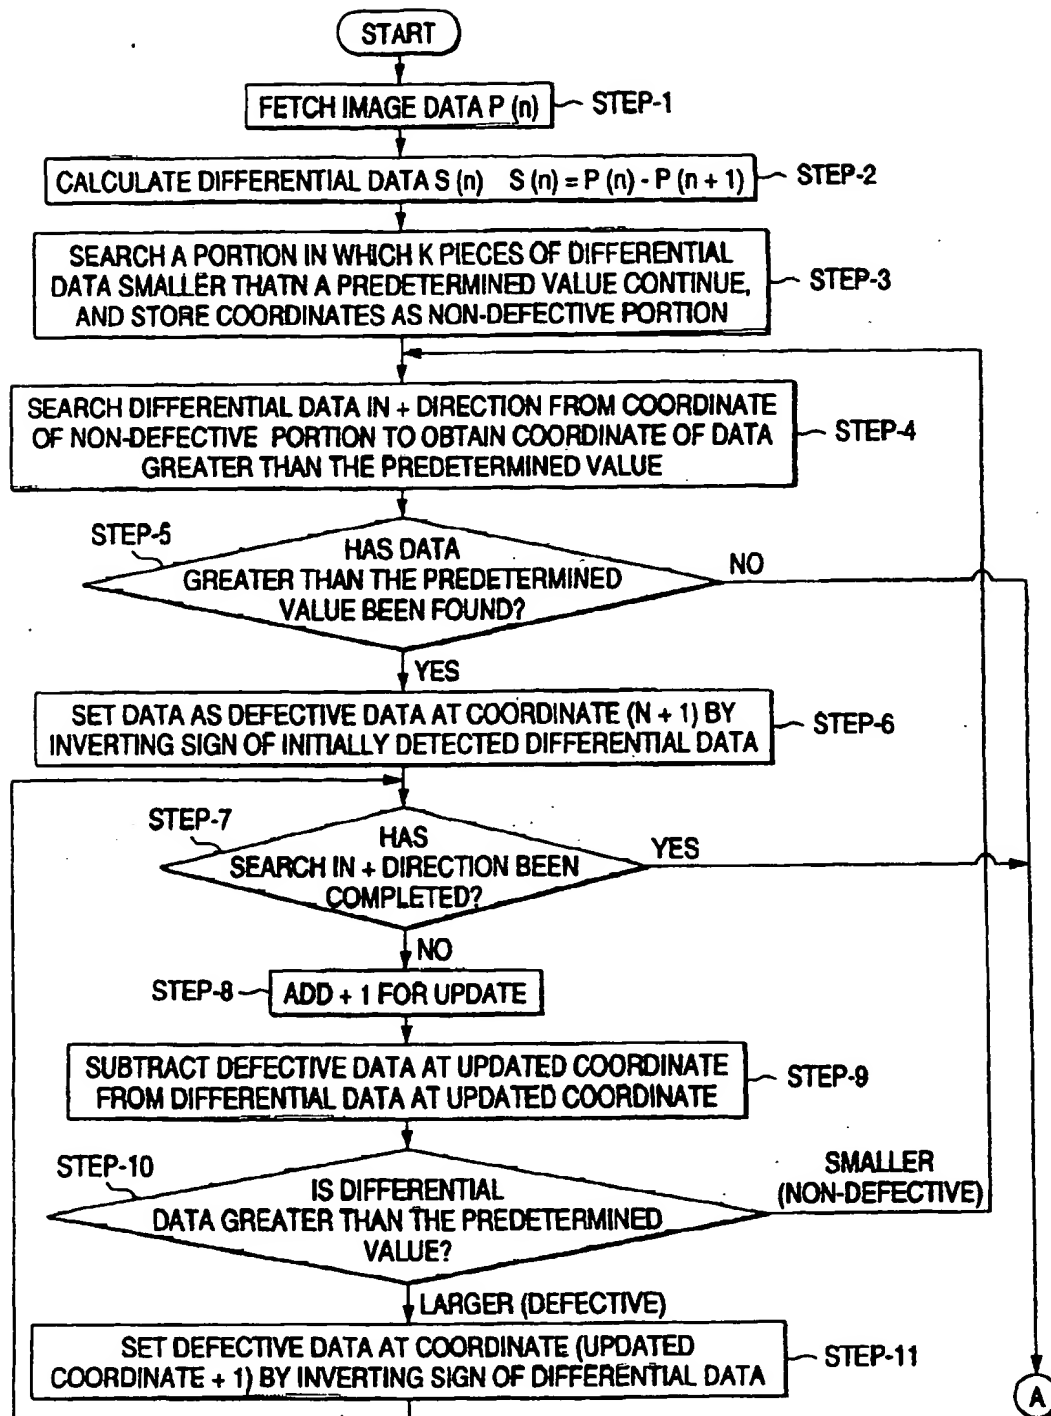 START
FETCH IMAGE DATA P (n)
STEP-1
CALCULATE DIFFERENTIAL DATA S (n) S (n) = P (n) - P (n + 1)
STEP-2
SEARCH A PORTION IN WHICH K PIECES OF DIFFERENTIAL
DATA SMALLER THATN A PREDETERMINED VALUE CONTINUE,
AND STORE COORDINATES AS NON-DEFECTIVE PORTION
STEP-3
SEARCH DIFFERENTIAL DATA IN + DIRECTION FROM COORDINATE
OF NON-DEFECTIVE PORTION TO OBTAIN COORDINATE OF DATA
GREATER THAN THE PREDETERMINED VALUE
STEP-4
STEP-5
HAS DATA
GREATER THAN THE PREDETERMINED
VALUE BEEN FOUND?
NO
YES
SET DATA AS DEFECTIVE DATA AT COORDINATE (N + 1) BY
INVERTING SIGN OF INITIALLY DETECTED DIFFERENTIAL DATA
STEP-6
STEP-7
HAS
SEARCH IN + DIRECTION BEEN
COMPLETED?
YES
NO
STEP-8
ADD + 1 FOR UPDATE
SUBTRACT DEFECTIVE DATA AT UPDATED COORDINATE
FROM DIFFERENTIAL DATA AT UPDATED COORDINATE
STEP-9
STEP-10
IS DIFFERENTIAL
DATA GREATER THAN THE PREDETERMINED
VALUE?
SMALLER
(NON-DEFECTIVE)
LARGER (DEFECTIVE)
SET DEFECTIVE DATA AT COORDINATE (UPDATED
COORDINATE + 1) BY INVERTING SIGN OF DIFFERENTIAL DATA
STEP-11
A